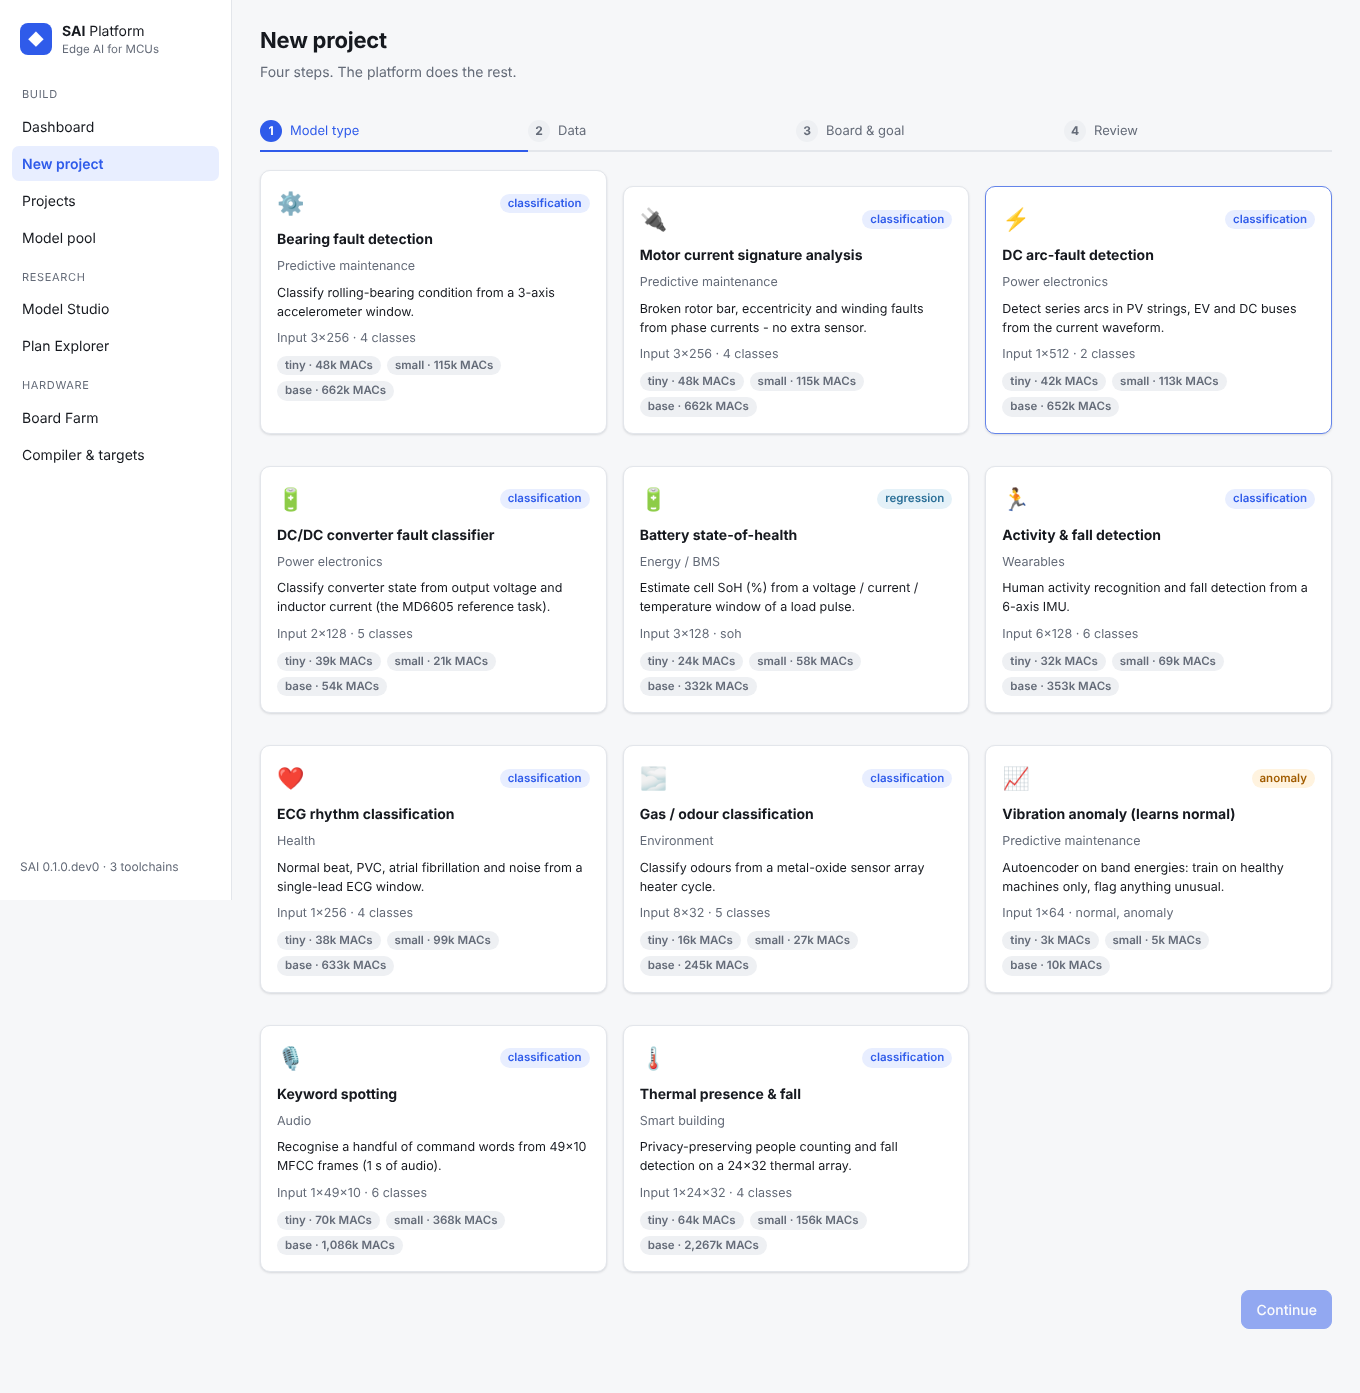 SAI Platform
Edge AI for MCUs
BUILD
Dashboard
New project
Projects
Model pool
RESEARCH
Model Studio
Plan Explorer
HARDWARE
Board Farm
Compiler & targets
SAI 0.1.0.dev0 · 3 toolchains
New project
Four steps. The platform does the rest.
1 Model type
2 Data
3 Board & goal
4 Review
classification
Bearing fault detection
Predictive maintenance
Classify rolling-bearing condition from a 3-axis
accelerometer window.
Input 3×256 · 4 classes
tiny · 48k MACs small · 115k MACs
base · 662k MACs
classification
Motor current signature analysis
Predictive maintenance
Broken rotor bar, eccentricity and winding faults
from phase currents - no extra sensor.
Input 3×256 · 4 classes
tiny · 48k MACs small · 115k MACs
base · 662k MACs
classification
DC arc-fault detection
Power electronics
Detect series arcs in PV strings, EV and DC buses
from the current waveform.
Input 1×512 · 2 classes
tiny · 42k MACs small · 113k MACs
base · 652k MACs
classification
DC/DC converter fault classifier
Power electronics
Classify converter state from output voltage and
inductor current (the MD6605 reference task).
Input 2×128 · 5 classes
tiny · 39k MACs small · 21k MACs
base · 54k MACs
regression
Battery state-of-health
Energy / BMS
Estimate cell SoH (%) from a voltage / current /
temperature window of a load pulse.
Input 3×128 · soh
tiny · 24k MACs small · 58k MACs
base · 332k MACs
classification
Activity & fall detection
Wearables
Human activity recognition and fall detection from a
6-axis IMU.
Input 6×128 · 6 classes
tiny · 32k MACs small · 69k MACs
base · 353k MACs
classification
ECG rhythm classification
Health
Normal beat, PVC, atrial fibrillation and noise from a
single-lead ECG window.
Input 1×256 · 4 classes
tiny · 38k MACs small · 99k MACs
base · 633k MACs
classification
Gas / odour classification
Environment
Classify odours from a metal-oxide sensor array
heater cycle.
Input 8×32 · 5 classes
tiny · 16k MACs small · 27k MACs
base · 245k MACs
anomaly
Vibration anomaly (learns normal)
Predictive maintenance
Autoencoder on band energies: train on healthy
machines only, flag anything unusual.
Input 1×64 · normal, anomaly
tiny · 3k MACs small · 5k MACs
base · 10k MACs
classification
Keyword spotting
Audio
Recognise a handful of command words from 49×10
MFCC frames (1 s of audio).
Input 1×49×10 · 6 classes
tiny · 70k MACs small · 368k MACs
base · 1,086k MACs
classification
Thermal presence & fall
Smart building
Privacy-preserving people counting and fall
detection on a 24×32 thermal array.
Input 1×24×32 · 4 classes
tiny · 64k MACs small · 156k MACs
base · 2,267k MACs
Continue